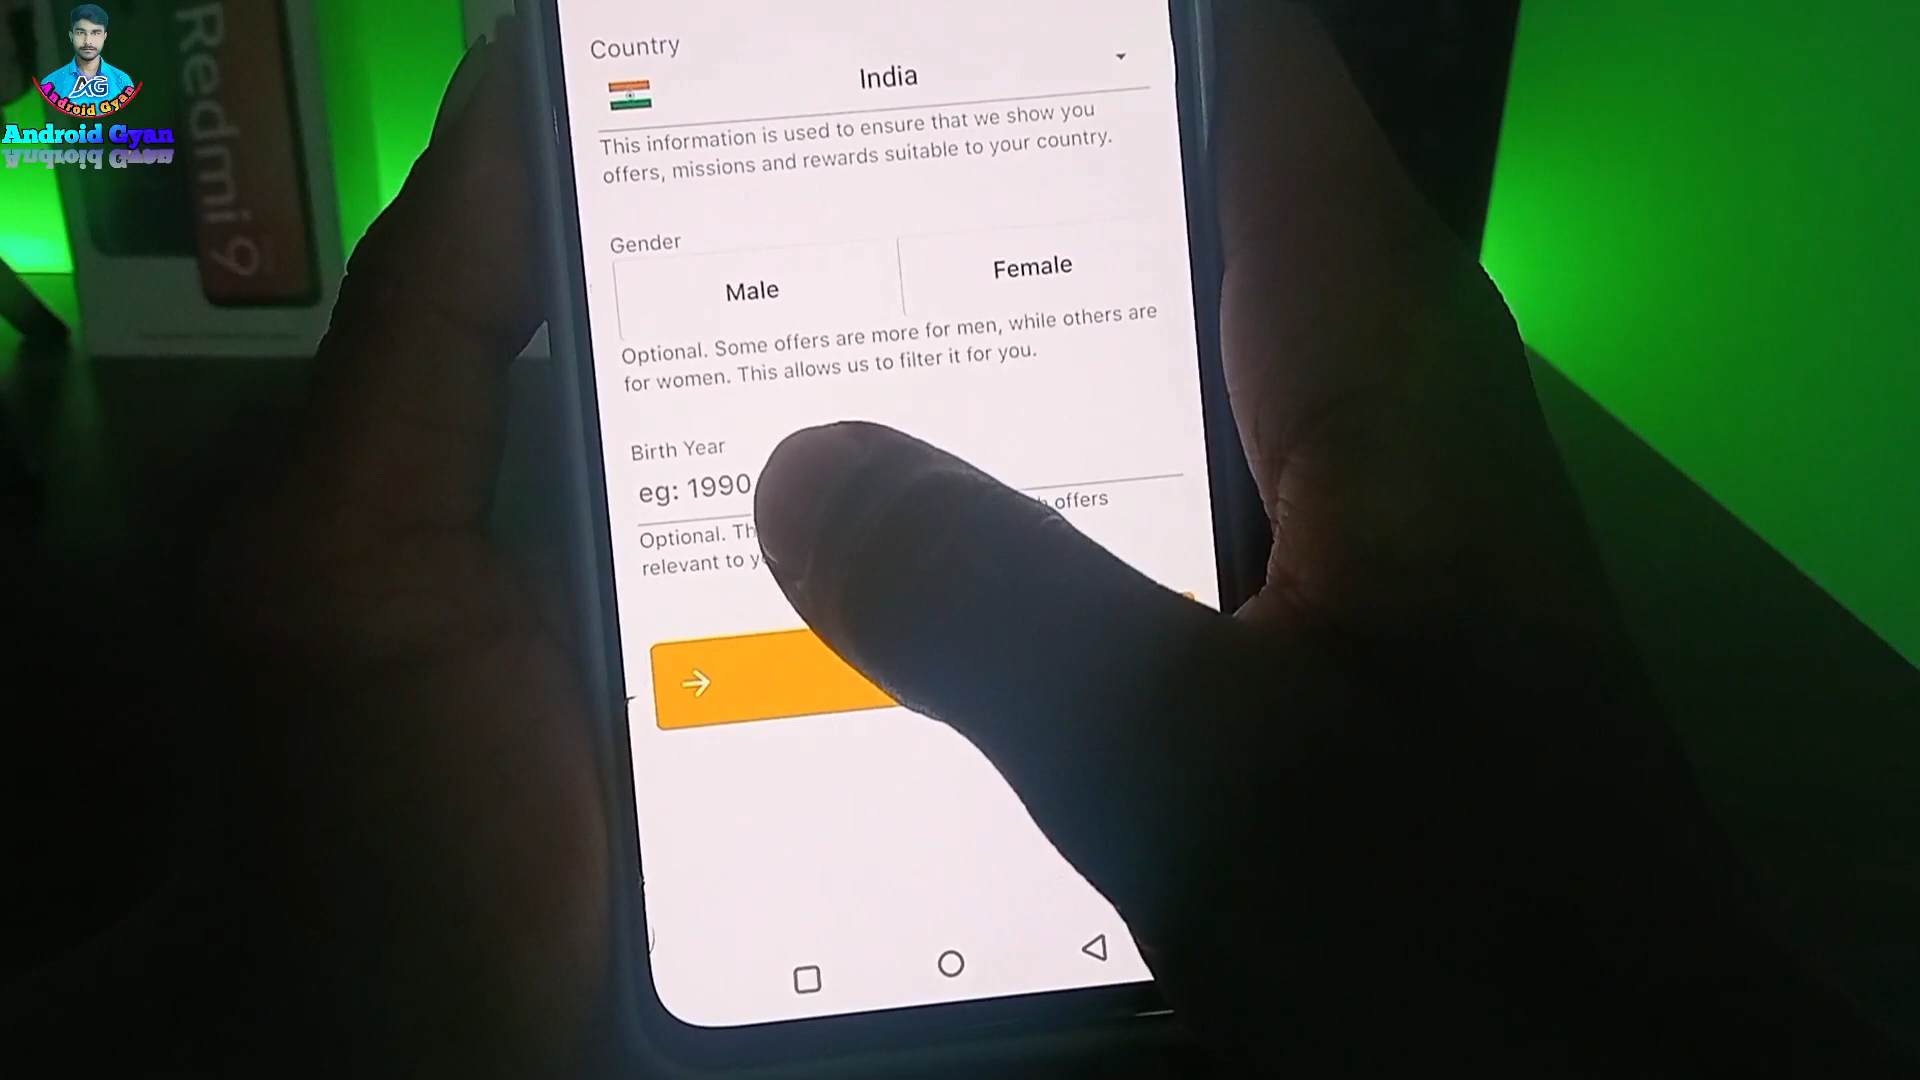 AG
Android Gyan
Android Gyan
Redmi 9
Country
India
This information is used to ensure that we show you
offers, missions and rewards suitable to your country.
Gender
Male
Female
Optional. Some offers are more for men, while others are
for women. This allows us to filter it for you.
Birth Year
eg: 1990
Optional. offers
relevant to